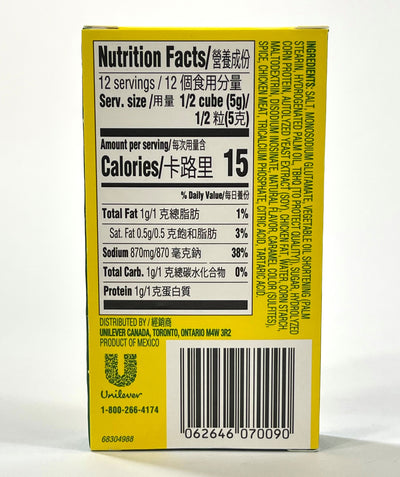 Nutrition Facts/營養成份
12 servings / 12 個食用分量
Serv. size /用量 1/2 cube (5g)/
1/2 粒(5克)
Amount per serving/每次用量含
Calories/卡路里 15
% Daily Value/每日養份
Total Fat 1g/1 克總脂肪 1%
Sat. Fat 0.5g/0.5 克飽和脂肪 3%
Sodium 870mg/870 毫克鈉 38%
Total Carb. 1g/1 克總碳水化合物 0%
Protein 1g/1 克蛋白質
INGREDIENTS: SALT, MONOSODIUM GLUTAMATE, VEGETABLE OIL SHORTENING (PALM
STEARIN, HYDROGENATED PALM OIL, TBHQ (TO PROTECT QUALITY)), SUGAR, HYDROLYZED
CORN PROTEIN, AUTOLYZED YEAST EXTRACT (SOY), CHICKEN FAT, WATER, CORN STARCH,
MALTODEXTRIN, DISODIUM INOSINATE, NATURAL FLAVOR, CARAMEL COLOR (SULFITES),
SPICE, CHICKEN MEAT, TRICALCIUM PHOSPHATE, CITRIC ACID, TARTARIC ACID.
DISTRIBUTED BY / 經銷商
UNILEVER CANADA, TORONTO, ONTARIO M4W 3R2
PRODUCT OF MEXICO
Unilever
1-800-266-4174
68304988
062646 070090